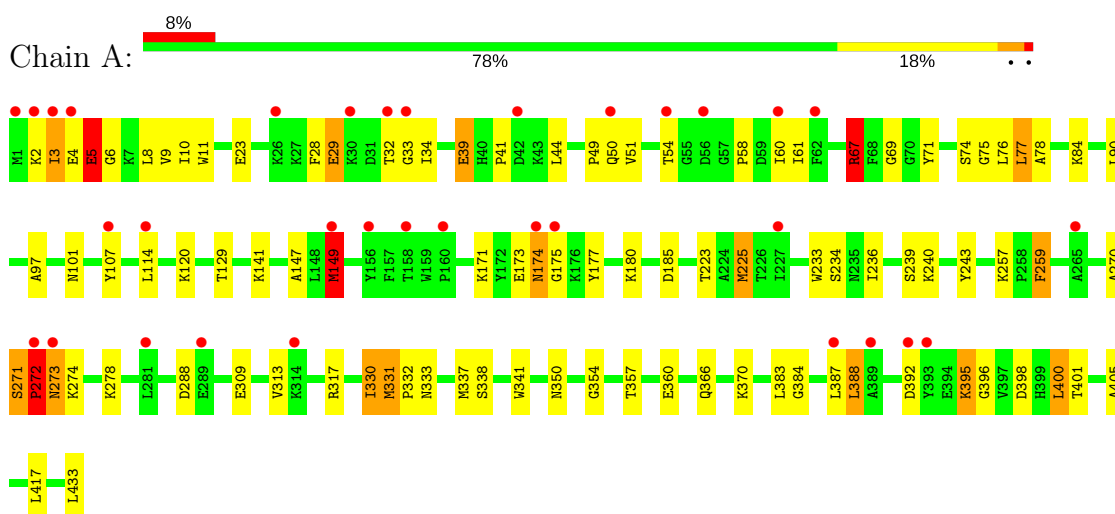 8%
Chain A:
78% 18% • •
M1 K2 I3 E4 E5 G6 K7 L8 V9 I10 W11 E23 K26 K27 F28 E29 K30 D31 T32 G33 I34 E39 H40 P41 D42 K43 L44 P49 Q50 V51 T54 G55 D56 G57 P58 D59 I60 I61 F62 R67 F68 G69 G70 Y71 S74 G75 L76 L77 A78 K84 L90
A97 N101 Y107 L114 K120 T129 K141 A147 L148 M149 Y156 F157 T158 W159 P160 K171 Y172 E173 N174 G175 K176 Y177 K180 D185 T223 A224 M225 T226 I227 W233 S234 N235 I236 S239 K240 Y243 K257 P258 F259 A265 A270
S271 P272 N273 K274 K278 L281 D288 E289 E309 V313 K314 R317 I330 M331 P332 N333 M337 S338 W341 N350 G354 T357 E360 Q366 K370 L383 G384 L387 L388 A389 D392 Y393 E394 K395 G396 V397 D398 H399 L400 T401 A405
L417 L433